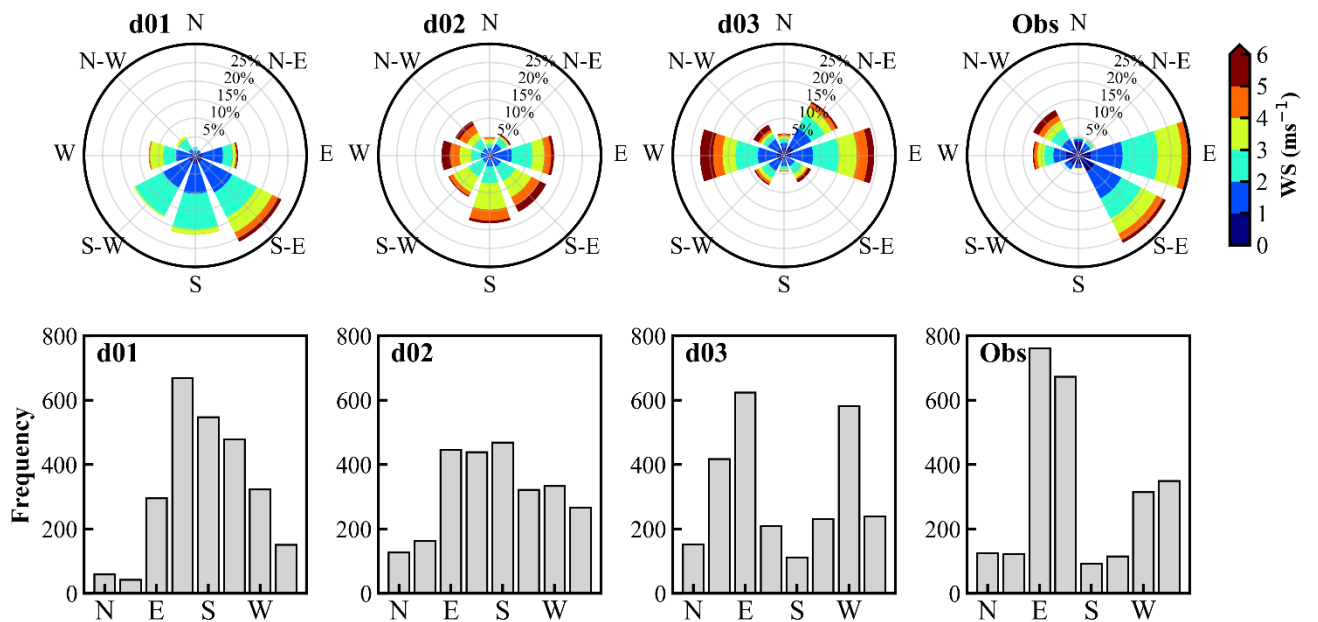 d01 N
N-W N-E
25%
20%
15%
10%
5%
W E
S-W S-E
S
d02 N
N-W N-E
25%
20%
15%
10%
5%
W E
S-W S-E
S
d03 N
N-W N-E
25%
20%
15%
10%
5%
W E
S-W S-E
S
Obs N
N-W N-E
25%
20%
15%
10%
5%
W E
S-W S-E
S
6
5
4
3
2
1
0
WS (ms⁻¹)
Frequency
d01
800
600
400
200
0
N E S W
d02
800
600
400
200
0
N E S W
d03
800
600
400
200
0
N E S W
Obs
800
600
400
200
0
N E S W